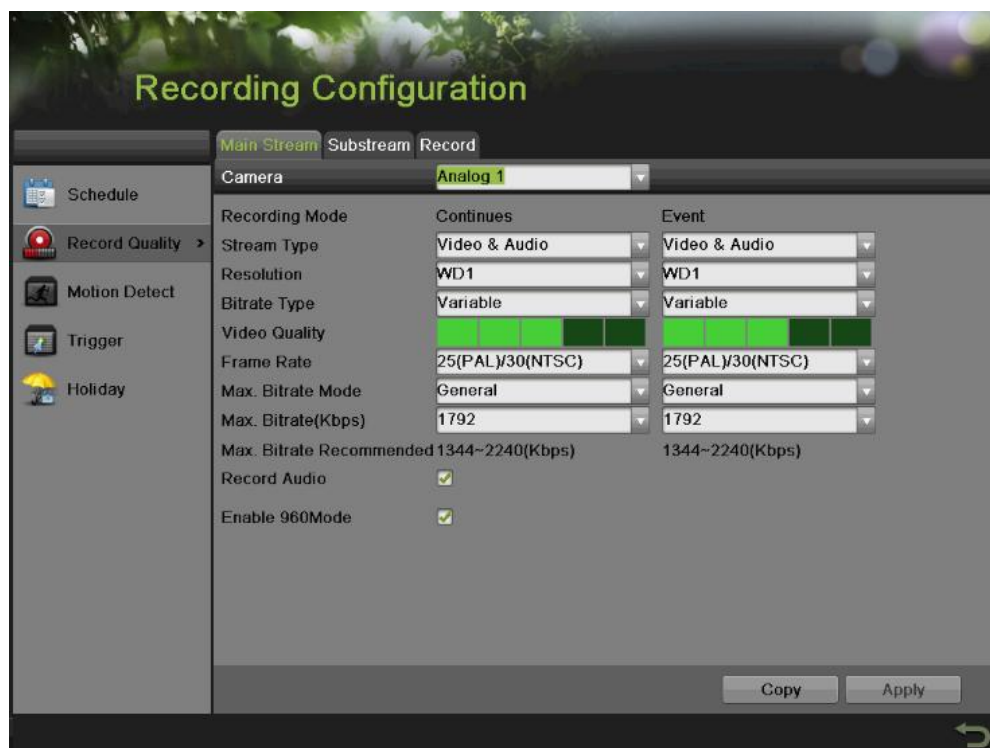 Recording Configuration
Main Stream Substream Record
Camera Analog 1
Schedule
Record Quality >
Motion Detect
Trigger
Holiday
Recording Mode Continues Event
Stream Type Video & Audio Video & Audio
Resolution WD1 WD1
Bitrate Type Variable Variable
Video Quality
Frame Rate 25(PAL)/30(NTSC) 25(PAL)/30(NTSC)
Max. Bitrate Mode General General
Max. Bitrate(Kbps) 1792 1792
Max. Bitrate Recommended 1344~2240(Kbps) 1344~2240(Kbps)
Record Audio
Enable 960Mode
Copy Apply